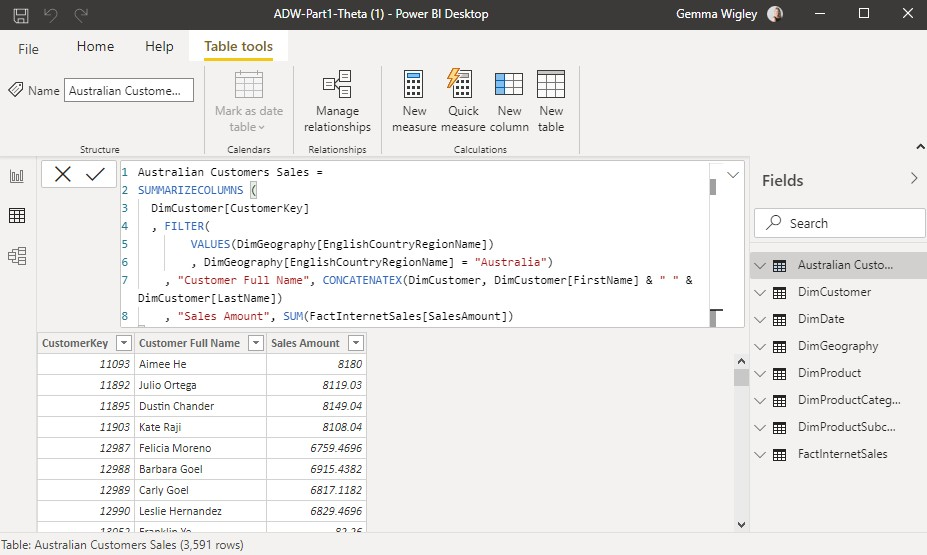 ADW-Part1-Theta (1) - Power BI Desktop
Gemma Wigley
File
Home
Help
Table tools
Name
Australian Custome...
Mark as date
table
Manage
relationships
New
measure
Quick
measure
New
column
New
table
Structure
Calendars
Relationships
Calculations
1 Australian Customers Sales =
2 SUMMARIZECOLUMNS (
3 DimCustomer[CustomerKey]
4 , FILTER(
5 VALUES(DimGeography[EnglishCountryRegionName])
6 , DimGeography[EnglishCountryRegionName] = "Australia")
7 , "Customer Full Name", CONCATENATEX(DimCustomer, DimCustomer[FirstName] & " " &
DimCustomer[LastName])
8 , "Sales Amount", SUM(FactInternetSales[SalesAmount])
CustomerKey Customer Full Name Sales Amount
11093 Aimee He 8180
11892 Julio Ortega 8119.03
11895 Dustin Chander 8149.04
11903 Kate Raji 8108.04
12987 Felicia Moreno 6759.4696
12988 Barbara Goel 6915.4382
12989 Carly Goel 6817.1182
12990 Leslie Hernandez 6829.4696
Fields
Search
Australian Custo...
DimCustomer
DimDate
DimGeography
DimProduct
DimProductCateg...
DimProductSubc...
FactInternetSales
Table: Australian Customers Sales (3,591 rows)